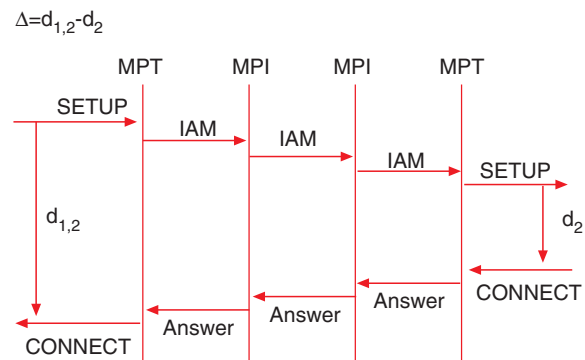 Δ=d1,2-d2
MPT MPI MPI MPT
SETUP
IAM
IAM
IAM
SETUP
d1,2
d2
CONNECT
Answer
Answer
Answer
CONNECT